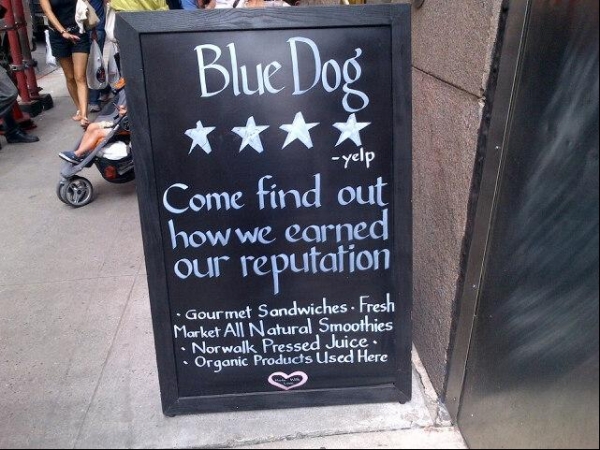 Blue Dog
-yelp
Come find out
how we earned
our reputation
• Gourmet Sandwiches • Fresh
Market All Natural Smoothies
• Norwalk Pressed Juice •
• Organic Products Used Here